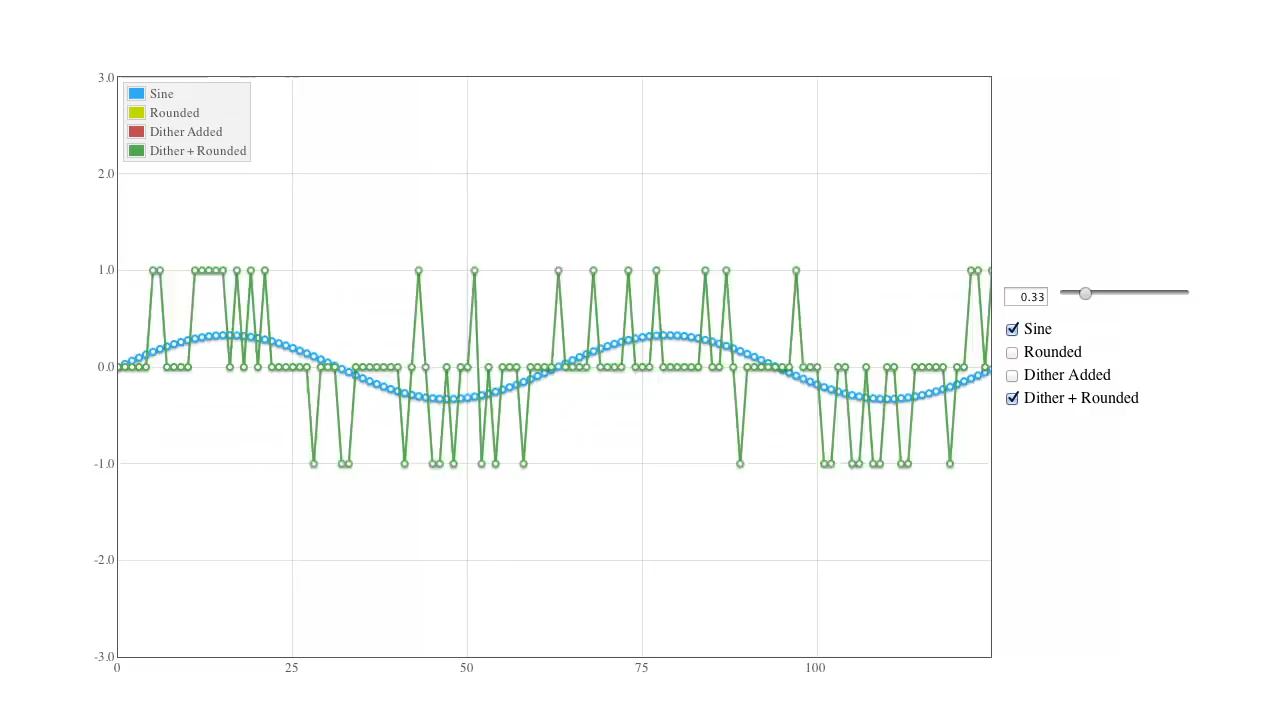 3.0
Sine
Rounded
Dither Added
Dither + Rounded
2.0
1.0
0.0
-1.0
-2.0
-3.0
0 25 50 75 100
0.33
Sine
Rounded
Dither Added
Dither + Rounded